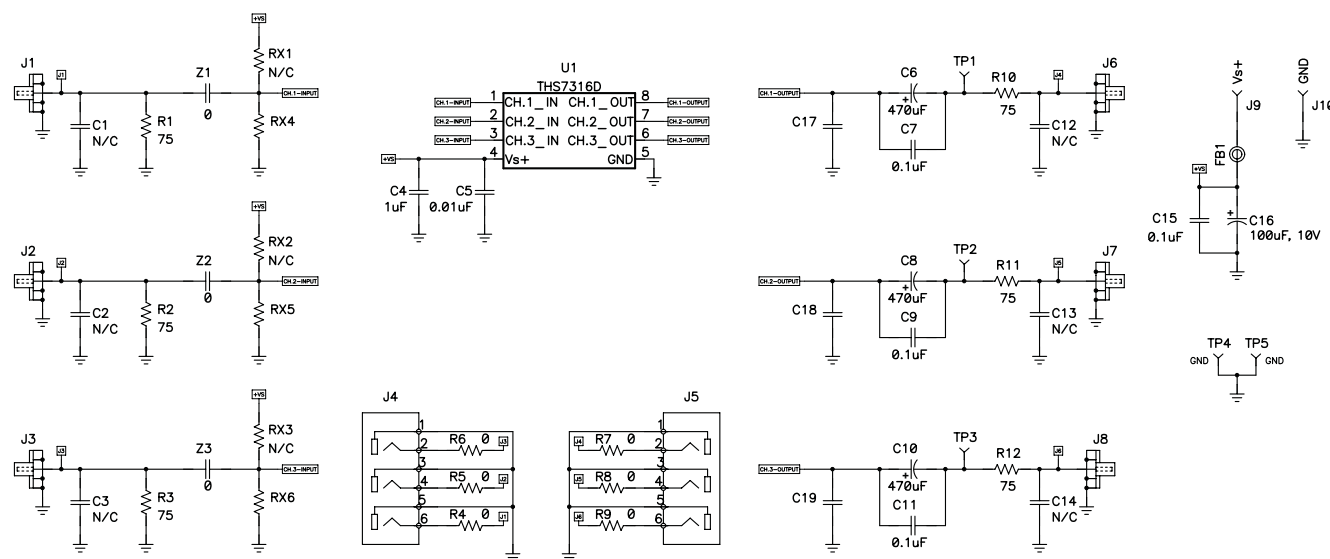 +VS
J1
J1
Z1
0
RX1
N/C
CH.1-INPUT
C1
N/C
R1
75
RX4
+VS
J2
J2
Z2
0
RX2
N/C
CH.2-INPUT
C2
N/C
R2
75
RX5
+VS
J3
J3
Z3
0
RX3
N/C
CH.3-INPUT
C3
N/C
R3
75
RX6
U1
THS7316D
CH.1-INPUT 1 CH.1_IN CH.1_OUT 8 CH.1-OUTPUT
CH.2-INPUT 2 CH.2_IN CH.2_OUT 7 CH.2-OUTPUT
CH.3-INPUT 3 CH.3_IN CH.3_OUT 6 CH.3-OUTPUT
+VS 4 Vs+ GND 5
C4
1uF
C5
0.01uF
J4
1
2 R6 0 J3
3
4 R5 0 J2
5
6 R4 0 J1
J5
1
J4 R7 0 2
3
J5 R8 0 4
5
J6 R9 0 6
CH.1-OUTPUT
C17
C6
+
470uF
C7
0.1uF
TP1
R10
75
J4
J6
C12
N/C
CH.2-OUTPUT
C18
C8
+
470uF
C9
0.1uF
TP2
R11
75
J5
J7
C13
N/C
CH.3-OUTPUT
C19
C10
+
470uF
C11
0.1uF
TP3
R12
75
J6
J8
C14
N/C
Vs+
J9
GND
J10
FB1
+VS
C15
0.1uF
+
C16
100uF, 10V
TP4 TP5
GND GND